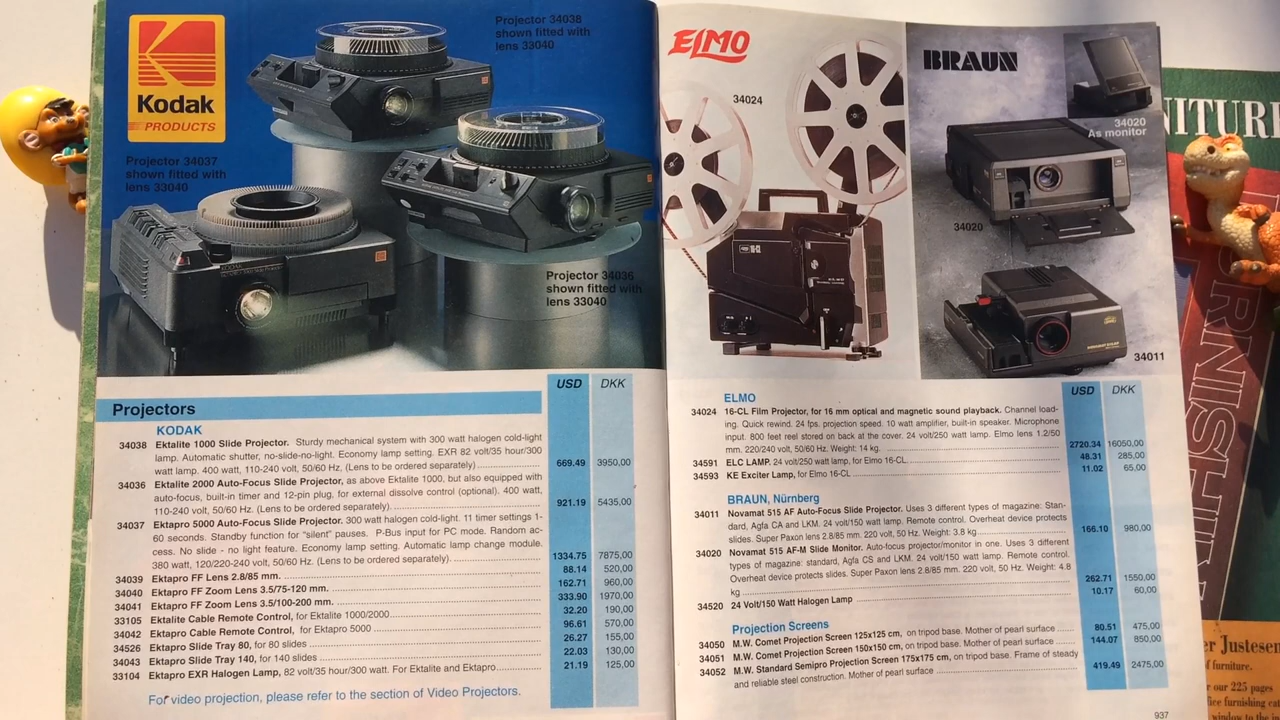 Kodak
PRODUCTS
Projector 34038
shown fitted with
lens 33040
Projector 34037
shown fitted with
lens 33040
Projector 34036
shown fitted with
lens 33040
USD DKK
Projectors
KODAK
34038 Ektalite 1000 Slide Projector. Sturdy mechanical system with 300 watt halogen cold-light
lamp. Automatic shutter, no-slide-no-light. Economy lamp setting. EXR 82 volt/35 hour/300
watt lamp. 400 watt, 110-240 volt, 50/60 Hz. (Lens to be ordered separately) 669.49 3950,00
34036 Ektalite 2000 Auto-Focus Slide Projector, as above Ektalite 1000, but also equipped with
auto-focus, built-in timer and 12-pin plug, for external dissolve control (optional). 400 watt,
110-240 volt, 50/60 Hz. (Lens to be ordered separately). 921.19 5435,00
34037 Ektapro 5000 Auto-Focus Slide Projector. 300 watt halogen cold-light. 11 timer settings 1-
60 seconds. Standby function for "silent" pauses. P-Bus input for PC mode. Random ac-
cess. No slide - no light feature. Economy lamp setting. Automatic lamp change module.
380 watt, 120/220-240 volt, 50/60 Hz. (Lens to be ordered separately). 1334.75 7875,00
34039 Ektapro FF Lens 2.8/85 mm. 88.14 520,00
34040 Ektapro FF Zoom Lens 3.5/75-120 mm. 162.71 960,00
34041 Ektapro FF Zoom Lens 3.5/100-200 mm. 333.90 1970,00
33105 Ektalite Cable Remote Control, for Ektalite 1000/2000 32.20 190,00
34042 Ektapro Cable Remote Control, for Ektapro 5000 96.61 570,00
34526 Ektapro Slide Tray 80, for 80 slides 26.27 155,00
34043 Ektapro Slide Tray 140, for 140 slides 22.03 130,00
33104 Ektapro EXR Halogen Lamp, 82 volt/35 hour/300 watt. For Ektalite and Ektapro 21.19 125,00
For video projection, please refer to the section of Video Projectors.
ELMO
34024
BRAUN
34020
As monitor
34020
34011
USD DKK
ELMO
34024 16-CL Film Projector, for 16 mm optical and magnetic sound playback. Channel load-
ing. Quick rewind. 24 fps. projection speed. 10 watt amplifier, built-in speaker. Microphone
input. 800 feet reel stored on back at the cover. 24 volt/250 watt lamp. Elmo lens 1.2/50
mm. 220/240 volt, 50/60 Hz. Weight: 14 kg. 2720.34 16050,00
34591 ELC LAMP, 24 volt/250 watt lamp, for Elmo 16-CL. 48.31 285,00
34593 KE Exciter Lamp, for Elmo 16-CL 11.02 65,00
BRAUN, Nürnberg
34011 Novamat 515 AF Auto-Focus Slide Projector. Uses 3 different types of magazine: Stan-
dard, Agfa CA and LKM. 24 volt/150 watt lamp. Remote control. Overheat device protects
slides. Super Paxon lens 2.8/85 mm. 220 volt, 50 Hz. Weight: 3.8 kg 166.10 980,00
34020 Novamat 515 AF-M Slide Monitor. Auto-focus projector/monitor in one. Uses 3 different
types of magazine: standard, Agfa CS and LKM. 24 volt/150 watt lamp. Remote control.
Overheat device protects slides. Super Paxon lens 2.8/85 mm. 220 volt, 50 Hz. Weight: 4.8
kg 262.71 1550,00
34520 24 Volt/150 Watt Halogen Lamp 10.17 60,00
Projection Screens
34050 M.W. Comet Projection Screen 125x125 cm, on tripod base. Mother of pearl surface 80.51 475,00
34051 M.W. Comet Projection Screen 150x150 cm, on tripod base. Mother of pearl surface 144.07 850,00
34052 M.W. Standard Semipro Projection Screen 175x175 cm, on tripod base. Frame of steady
and reliable steel construction. Mother of pearl surface 419.49 2475,00
937
NITURE
er Justesen
f furniture.
r our 225 pages